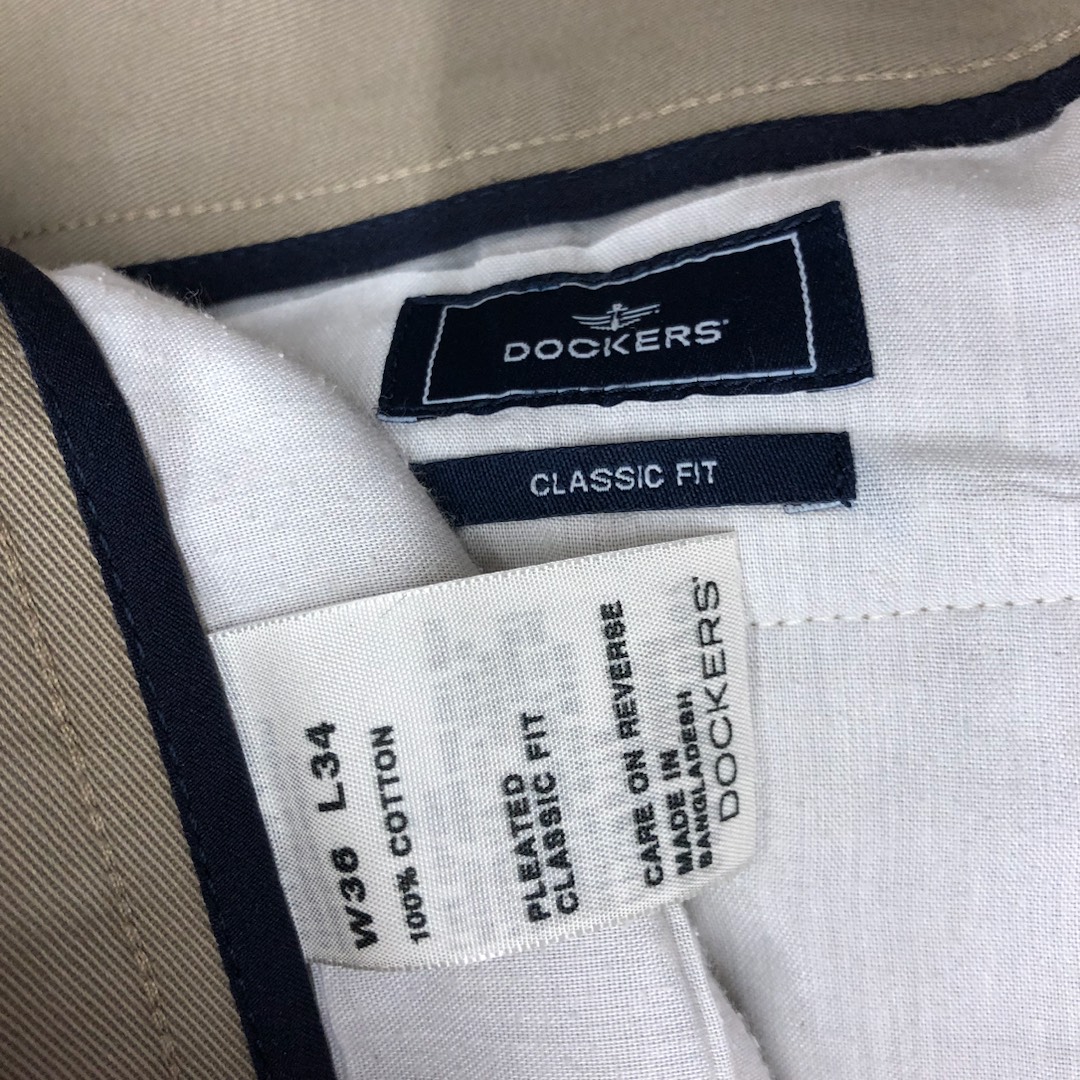 DOCKERS
CLASSIC FIT
DOCKERS
MADE IN
BANGLADESH
CARE ON REVERSE
PLEATED
CLASSIC FIT
100% COTTON
W36 L34